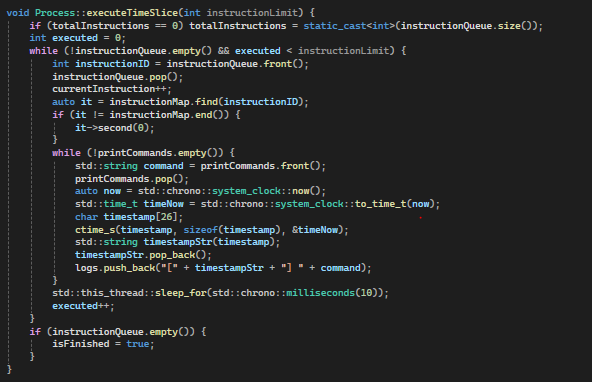 void Process::executeTimeSlice(int instructionLimit) {
    if (totalInstructions == 0) totalInstructions = static_cast<int>(instructionQueue.size());
    int executed = 0;
    while (!instructionQueue.empty() && executed < instructionLimit) {
        int instructionID = instructionQueue.front();
        instructionQueue.pop();
        currentInstruction++;
        auto it = instructionMap.find(instructionID);
        if (it != instructionMap.end()) {
            it->second(0);
        }
        while (!printCommands.empty()) {
            std::string command = printCommands.front();
            printCommands.pop();
            auto now = std::chrono::system_clock::now();
            std::time_t timeNow = std::chrono::system_clock::to_time_t(now);
            char timestamp[26];
            ctime_s(timestamp, sizeof(timestamp), &timeNow);
            std::string timestampStr(timestamp);
            timestampStr.pop_back();
            logs.push_back("[" + timestampStr + "] " + command);
        }
        std::this_thread::sleep_for(std::chrono::milliseconds(10));
        executed++;
    }
    if (instructionQueue.empty()) {
        isFinished = true;
    }
}